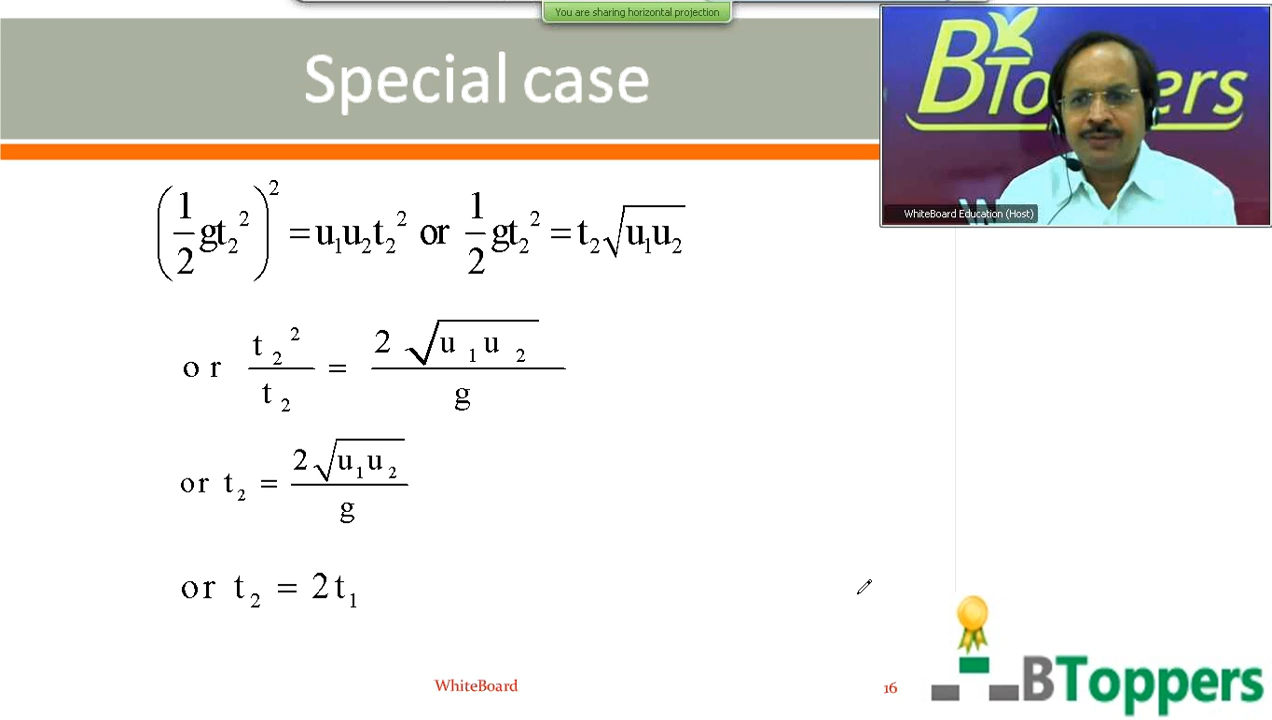 You are sharing horizontal projection
Special case
BToppers
WhiteBoard Education (Host)
(1/2 gt₂²)² = u₁u₂t₂² or 1/2 gt₂² = t₂√u₁u₂
or t₂²/t₂ = 2√u₁u₂/g
or t₂ = 2√u₁u₂/g
or t₂ = 2t₁
WhiteBoard
16
BToppers